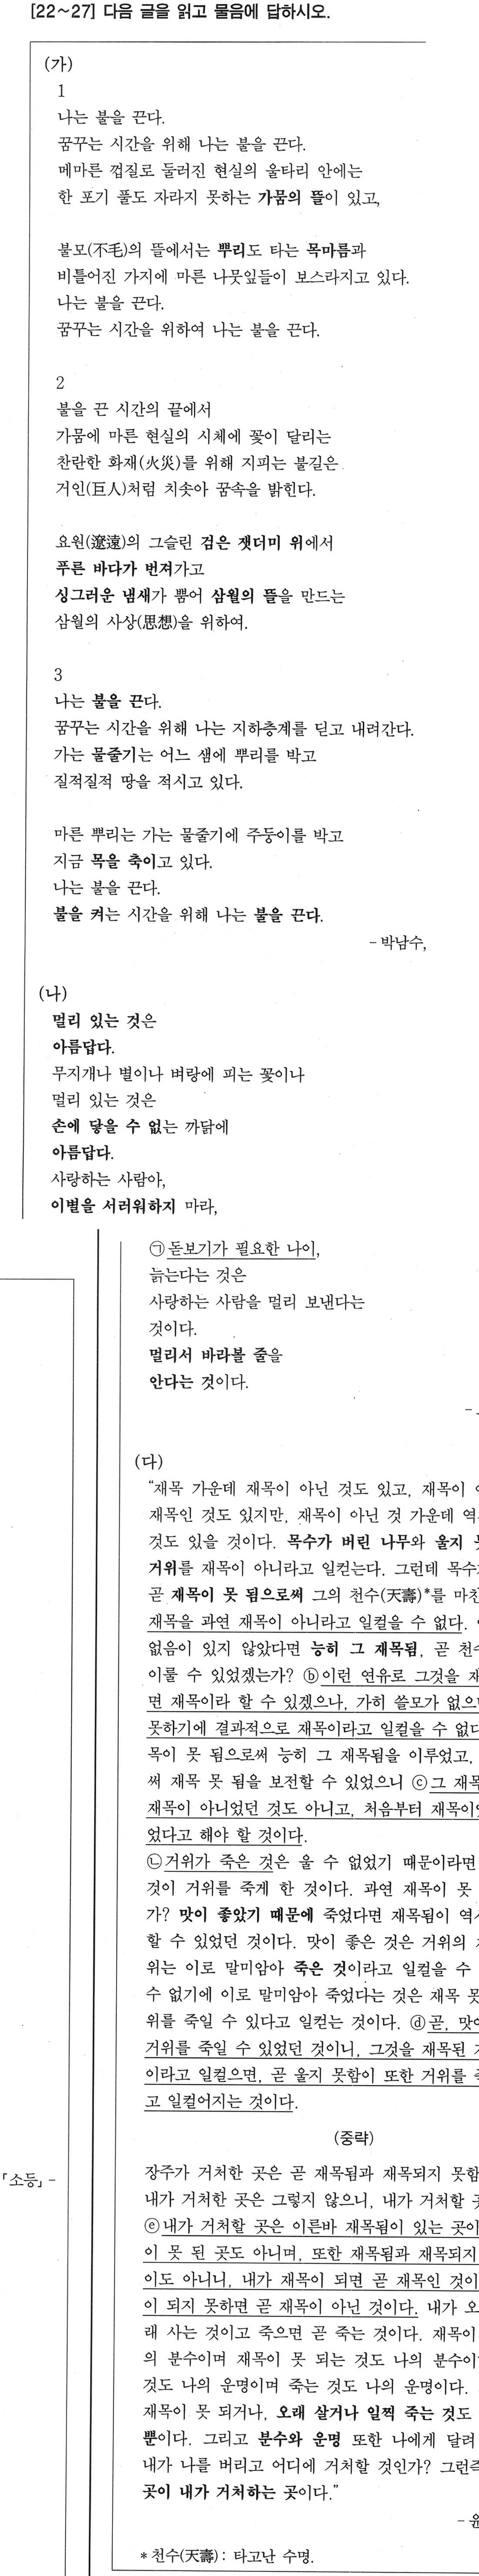 [22~27] 다음 글을 읽고 물음에 답하시오.
(가)
1
나는 불을 끈다.
꿈꾸는 시간을 위해 나는 불을 끈다.
메마른 껍질로 둘러진 현실의 울타리 안에는
한 포기 풀도 자라지 못하는 가뭄의 뜰이 있고,
불모(不毛)의 뜰에서는 뿌리도 타는 목마름과
비틀어진 가지에 마른 나뭇잎들이 보스라지고 있다.
나는 불을 끈다.
꿈꾸는 시간을 위하여 나는 불을 끈다.
2
불을 끈 시간의 끝에서
가뭄에 마른 현실의 시체에 꽃이 달리는
찬란한 화재(火災)를 위해 지피는 불길은
거인(巨人)처럼 치솟아 꿈속을 밝힌다.
요원(遼遠)의 그슬린 검은 잿더미 위에서
푸른 바다가 번져가고
싱그러운 냄새가 뿜어 삼월의 뜰을 만드는
삼월의 사상(思想)을 위하여.
3
나는 불을 끈다.
꿈꾸는 시간을 위해 나는 지하층계를 딛고 내려간다.
가는 물줄기는 어느 샘에 뿌리를 박고
질적질적 땅을 적시고 있다.
마른 뿌리는 가는 물줄기에 주둥이를 박고
지금 목을 축이고 있다.
나는 불을 끈다.
불을 켜는 시간을 위해 나는 불을 끈다.
- 박남수,
(나)
멀리 있는 것은
아름답다.
무지개나 별이나 벼랑에 피는 꽃이나
멀리 있는 것은
손에 닿을 수 없는 까닭에
아름답다.
사랑하는 사람아,
이별을 서러워하지 마라,
㉠돋보기가 필요한 나이,
늙는다는 것은
사랑하는 사람을 멀리 보낸다는
것이다.
멀리서 바라볼 줄을
안다는 것이다.
-
(다)
“재목 가운데 재목이 아닌 것도 있고, 재목이
재목인 것도 있지만, 재목이 아닌 것 가운데
것도 있을 것이다. 목수가 버린 나무와 울지
거위를 재목이 아니라고 일컫는다. 그런데
곧 재목이 못 됨으로써 그의 천수(天壽)*를
재목을 과연 재목이 아니라고 일컬을 수 없다.
없음이 있지 않았다면 능히 그 재목됨, 곧
이룰 수 있었겠는가? ⓑ이런 연유로 그것을
면 재목이라 할 수 있겠으나, 가히 쓸모가
못하기에 결과적으로 재목이라고 일컬을 수
목이 못 됨으로써 능히 그 재목됨을 이루었고,
써 재목 못 됨을 보전할 수 있었으니 ⓒ그
재목이 아니었던 것도 아니고, 처음부터
었다고 해야 할 것이다.
㉡거위가 죽은 것은 울 수 없었기 때문이라면
것이 거위를 죽게 한 것이다. 과연 재목이 못
가? 맛이 좋았기 때문에 죽었다면 재목됨이
할 수 있었던 것이다. 맛이 좋은 것은 거위의
위는 이로 말미암아 죽은 것이라고 일컬을 수
수 없기에 이로 말미암아 죽었다는 것은 재목
위를 죽일 수 있다고 일컫는 것이다. ⓓ곧,
거위를 죽일 수 있었던 것이니, 그것을 재목된
이라고 일컬으면, 곧 울지 못함이 또한 거위를
고 일컬어지는 것이다.
(중략)
장주가 거처한 곳은 곧 재목됨과 재목되지
내가 거처한 곳은 그렇지 않으니, 내가 거처할
ⓔ내가 거처할 곳은 이른바 재목됨이 있는
이 못 된 곳도 아니며, 또한 재목됨과 재목되지
이도 아니니, 내가 재목이 되면 곧 재목인
이 되지 못하면 곧 재목이 아닌 것이다. 내가
래 사는 것이고 죽으면 곧 죽는 것이다. 재목이
의 분수이며 재목이 못 되는 것도 나의
것도 나의 운명이며 죽는 것도 나의 운명이다.
재목이 못 되거나, 오래 살거나 일찍 죽는 것도
뿐이다. 그리고 분수와 운명 또한 나에게 달려
내가 나를 버리고 어디에 거처할 것인가?
곳이 내가 거처하는 곳이다.”
-
* 천수(天壽) : 타고난 수명.
「소등」-